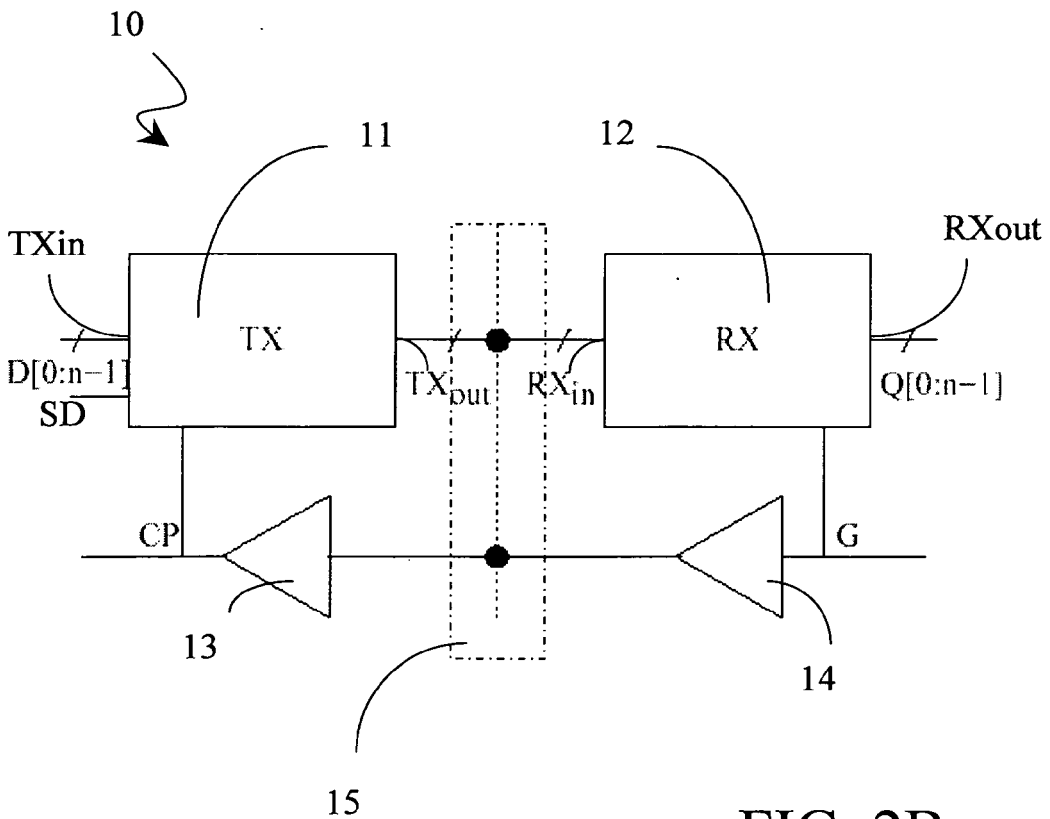 10
11
12
TXin
RXout
TX
RX
D[0:n-1]
TXout
RXin
Q[0:n-1]
SD
CP
G
13
14
15